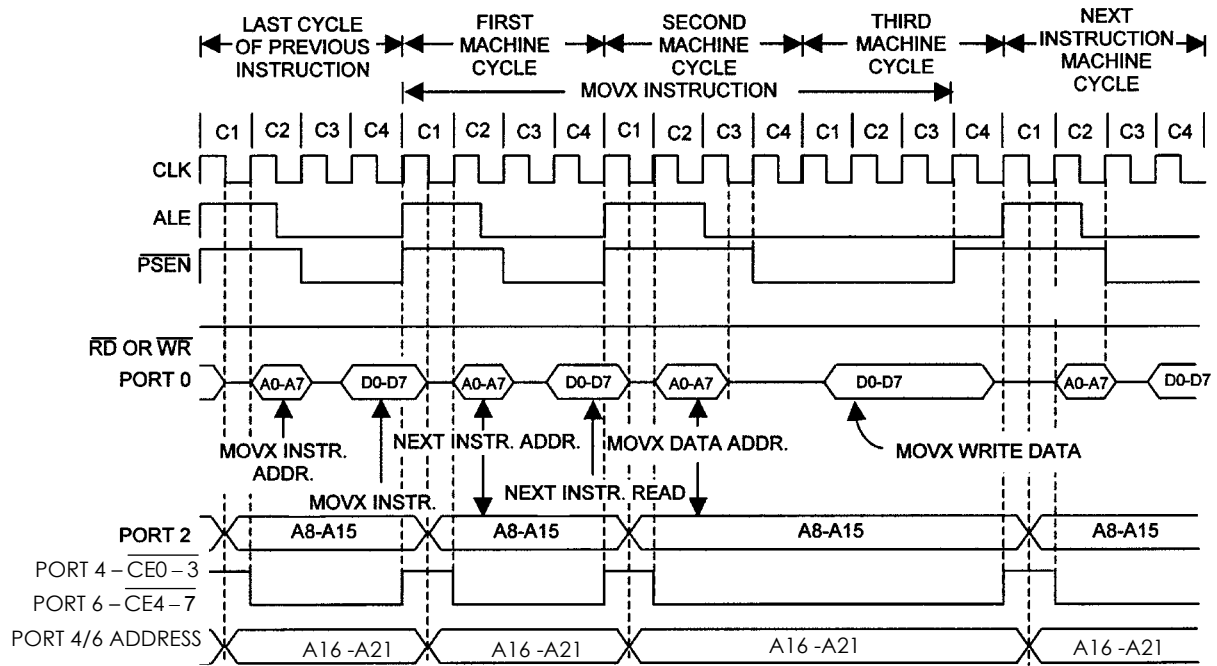 LAST CYCLE
OF PREVIOUS
INSTRUCTION
FIRST
MACHINE
CYCLE
SECOND
MACHINE
CYCLE
THIRD
MACHINE
CYCLE
NEXT
INSTRUCTION
MACHINE
CYCLE
MOVX INSTRUCTION
C1 C2 C3 C4 C1 C2 C3 C4 C1 C2 C3 C4 C1 C2 C3 C4 C1 C2 C3 C4
CLK
ALE
PSEN
RD OR WR
PORT 0
A0-A7 D0-D7 A0-A7 D0-D7 A0-A7 D0-D7 A0-A7 D0-D7
MOVX INSTR.
ADDR.
MOVX INSTR.
NEXT INSTR. ADDR.
NEXT INSTR. READ
MOVX DATA ADDR.
MOVX WRITE DATA
PORT 2 A8-A15 A8-A15 A8-A15 A8-A15
PORT 4 – CE0 – 3
PORT 6 – CE4 – 7
PORT 4/6 ADDRESS A16 -A21 A16 -A21 A16 -A21 A16 -A21